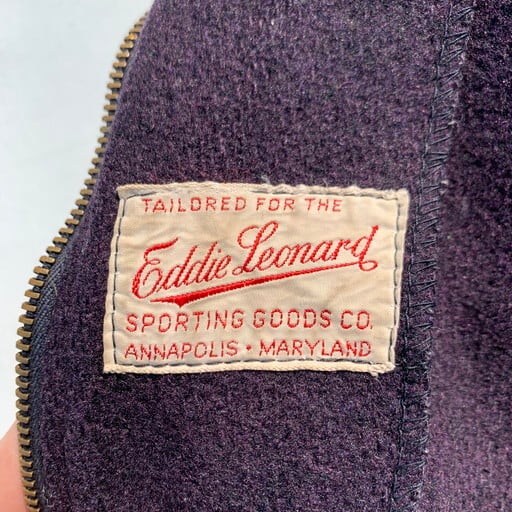 TAILORED FOR THE
Eddie Leonard
SPORTING GOODS CO.
ANNAPOLIS • MARYLAND